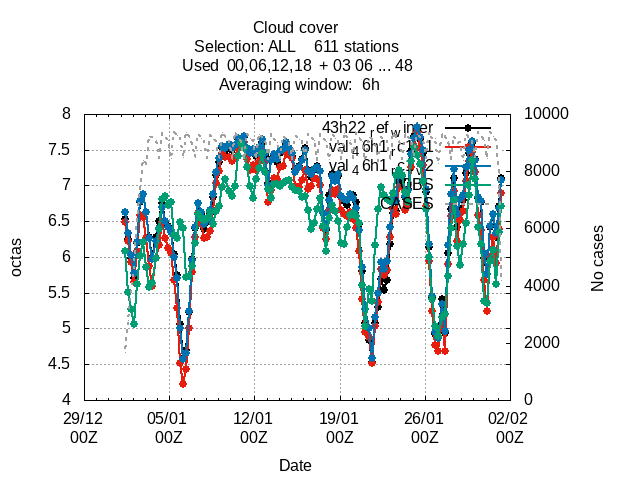 Cloud cover
Selection: ALL 611 stations
Used 00,06,12,18 + 03 06 ... 48
Averaging window: 6h
8 10000
43h22_ref_winter
7.5 8000
OBS
7
CASES
6.5 6000
6
5.5 4000
5
2000
4.5
4 0
octas
No cases
29/12 05/01 12/01 19/01 26/01 02/02
00Z 00Z 00Z 00Z 00Z 00Z
Date